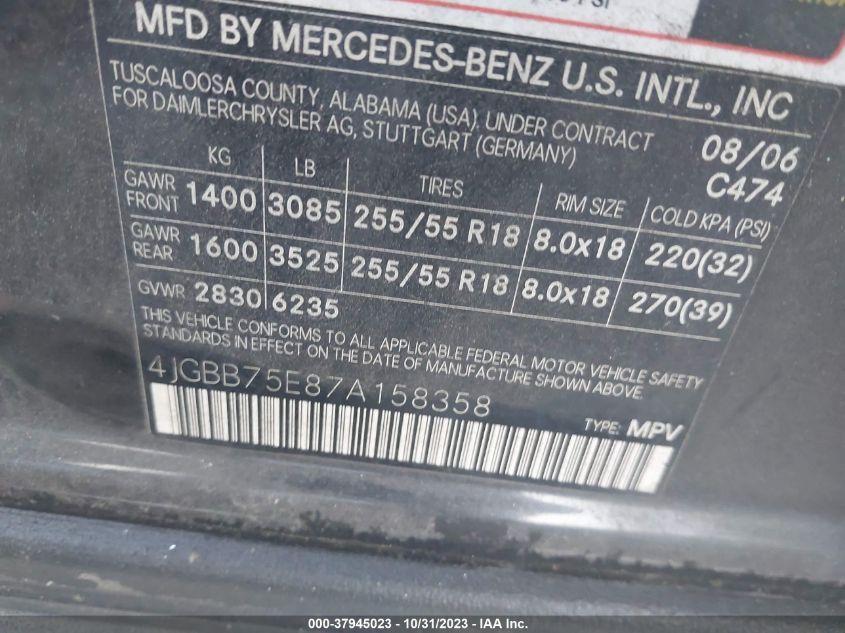 PSI
MFD BY MERCEDES-BENZ U.S. INTL., INC
TUSCALOOSA COUNTY, ALABAMA (USA), UNDER CONTRACT
FOR DAIMLERCHRYSLER AG, STUTTGART (GERMANY)
08/06
C474
KG LB TIRES RIM SIZE COLD KPA (PSI)
GAWR FRONT 1400 3085 255/55 R18 8.0x18 220(32)
GAWR REAR 1600 3525 255/55 R18 8.0x18 270(39)
GVWR 2830 6235
THIS VEHICLE CONFORMS TO ALL APPLICABLE FEDERAL MOTOR VEHICLE SAFETY
STANDARDS IN EFFECT ON THE DATE OF MANUFACTURE SHOWN ABOVE.
4JGBB75E87A158358
TYPE: MPV
000-37945023 - 10/31/2023 - IAA Inc.